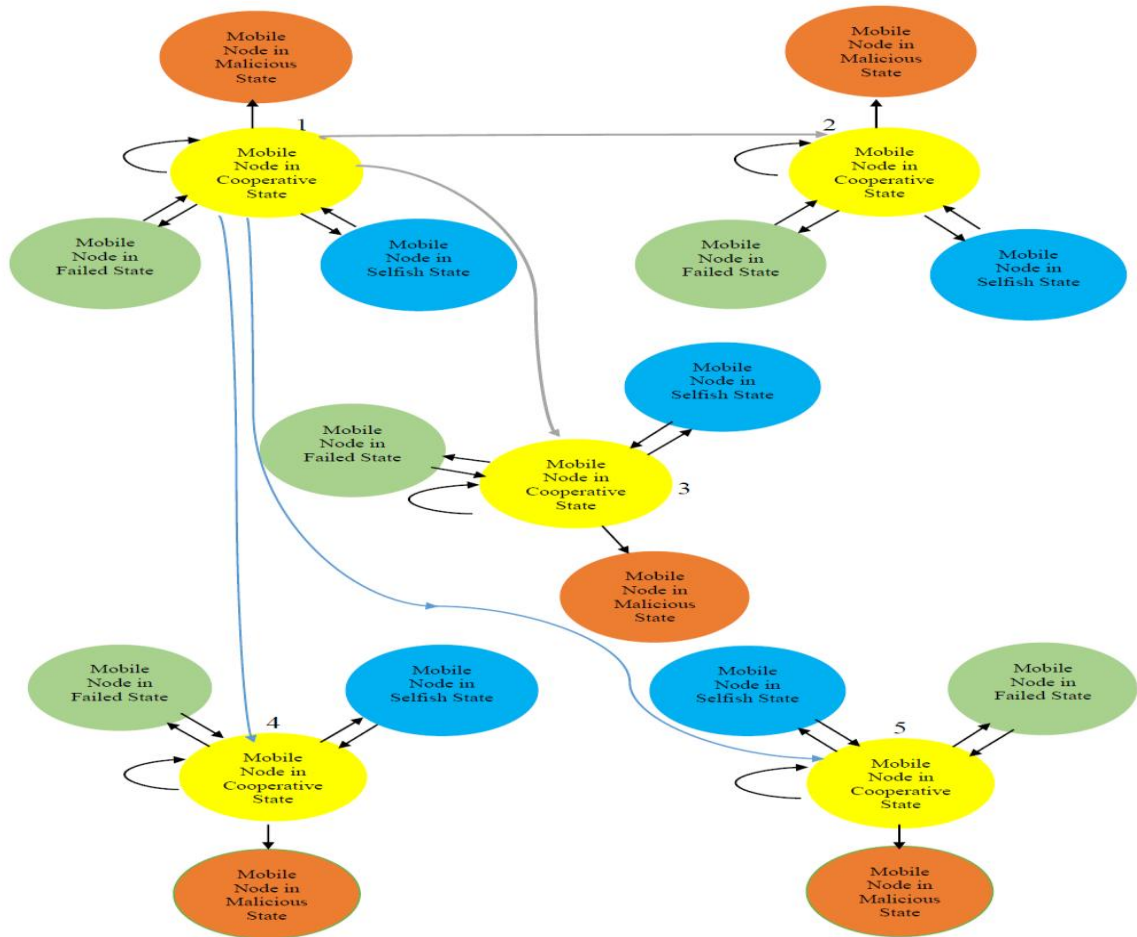 Mobile
Node in
Malicious
State
Mobile
Node in
Malicious
State
1
Mobile
Node in
Cooperative
State
2
Mobile
Node in
Cooperative
State
Mobile
Node in
Failed State
Mobile
Node in
Selfish State
Mobile
Node in
Failed State
Mobile
Node in
Selfish State
Mobile
Node in
Selfish State
Mobile
Node in
Failed State
Mobile
Node in
Cooperative
State
3
Mobile
Node in
Malicious
State
Mobile
Node in
Failed State
Mobile
Node in
Selfish State
Mobile
Node in
Selfish State
Mobile
Node in
Failed State
4
Mobile
Node in
Cooperative
State
5
Mobile
Node in
Cooperative
State
Mobile
Node in
Malicious
State
Mobile
Node in
Malicious
State